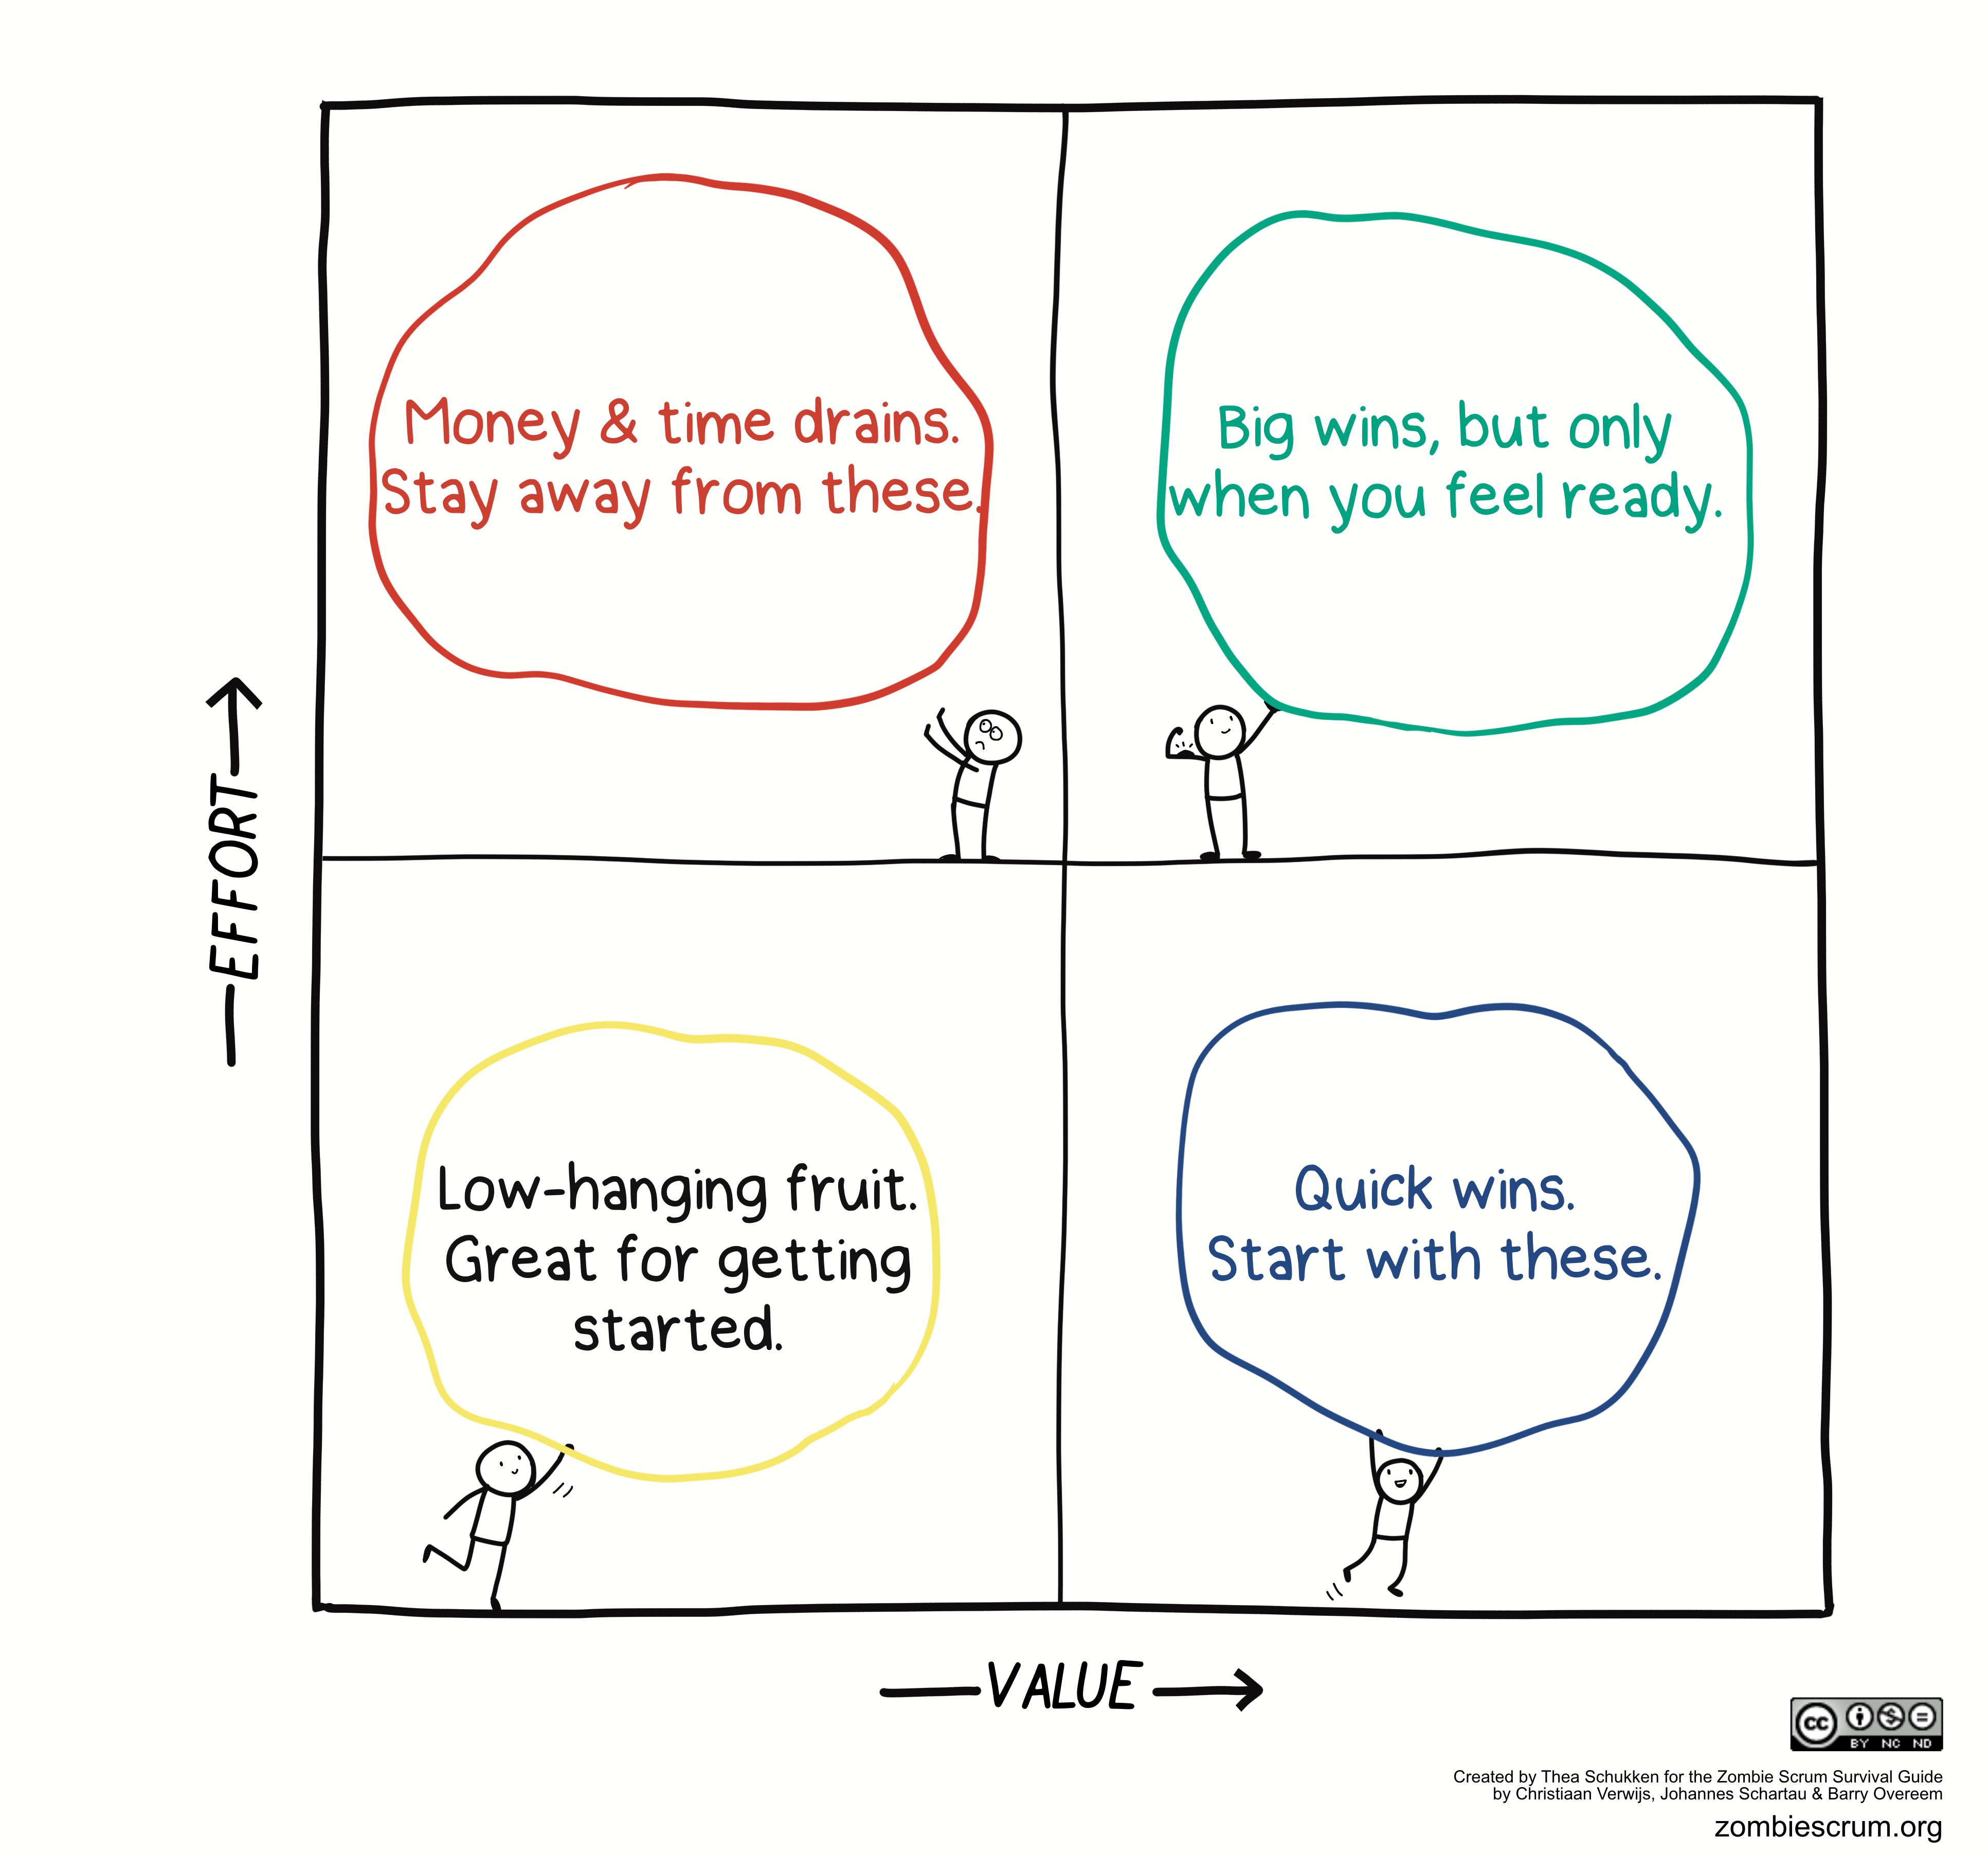 Money & time drains.
Stay away from these.
Big wins, but only
when you feel ready.
EFFORT
Low-hanging fruit.
Great for getting
started.
Quick wins.
Start with these.
VALUE
cc
BY NC ND
Created by Thea Schukken for the Zombie Scrum Survival Guide
by Christiaan Verwijs, Johannes Schartau & Barry Overeem
zombiescrum.org